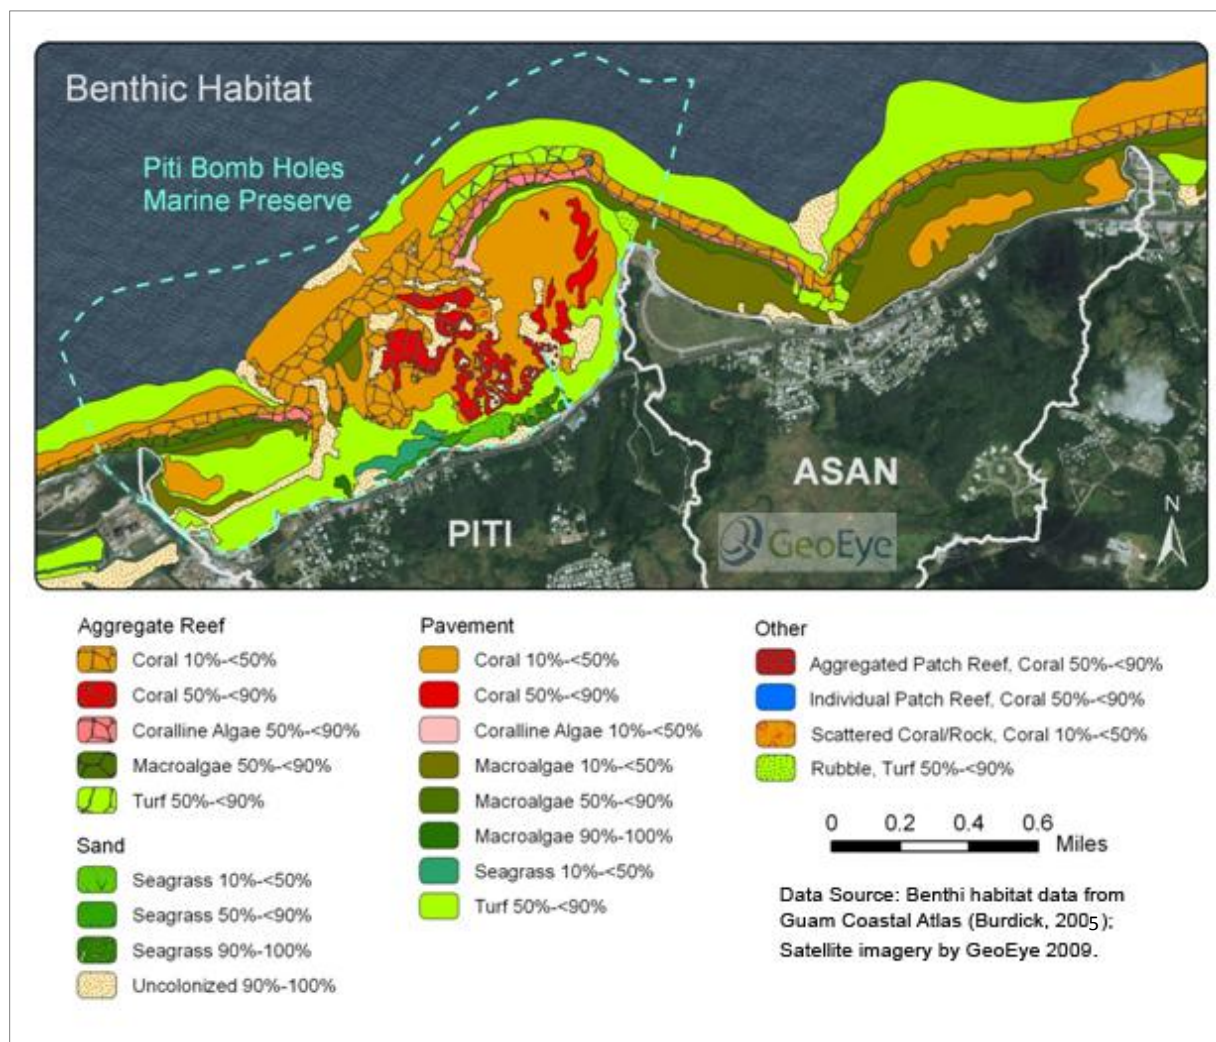 Benthic Habitat
Piti Bomb Holes
Marine Preserve
PITI
ASAN
GeoEye
N
Aggregate Reef
Coral 10%-<50%
Coral 50%-<90%
Coralline Algae 50%-<90%
Macroalgae 50%-<90%
Turf 50%-<90%
Sand
Seagrass 10%-<50%
Seagrass 50%-<90%
Seagrass 90%-100%
Uncolonized 90%-100%
Pavement
Coral 10%-<50%
Coral 50%-<90%
Coralline Algae 10%-<50%
Macroalgae 10%-<50%
Macroalgae 50%-<90%
Macroalgae 90%-100%
Seagrass 10%-<50%
Turf 50%-<90%
Other
Aggregated Patch Reef, Coral 50%-<90%
Individual Patch Reef, Coral 50%-<90%
Scattered Coral/Rock, Coral 10%-<50%
Rubble, Turf 50%-<90%
0 0.2 0.4 0.6
Miles
Data Source: Benthi habitat data from
Guam Coastal Atlas (Burdick, 2005);
Satellite imagery by GeoEye 2009.